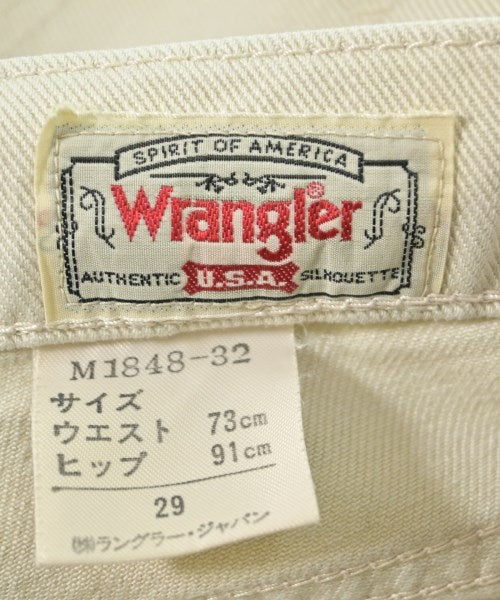 SPIRIT OF AMERICA
Wrangler®
AUTHENTIC U.S.A. SILHOUETTE
M1848-32
サイズ
ウエスト 73cm
ヒップ 91cm
29
㈱ラングラー・ジャパン